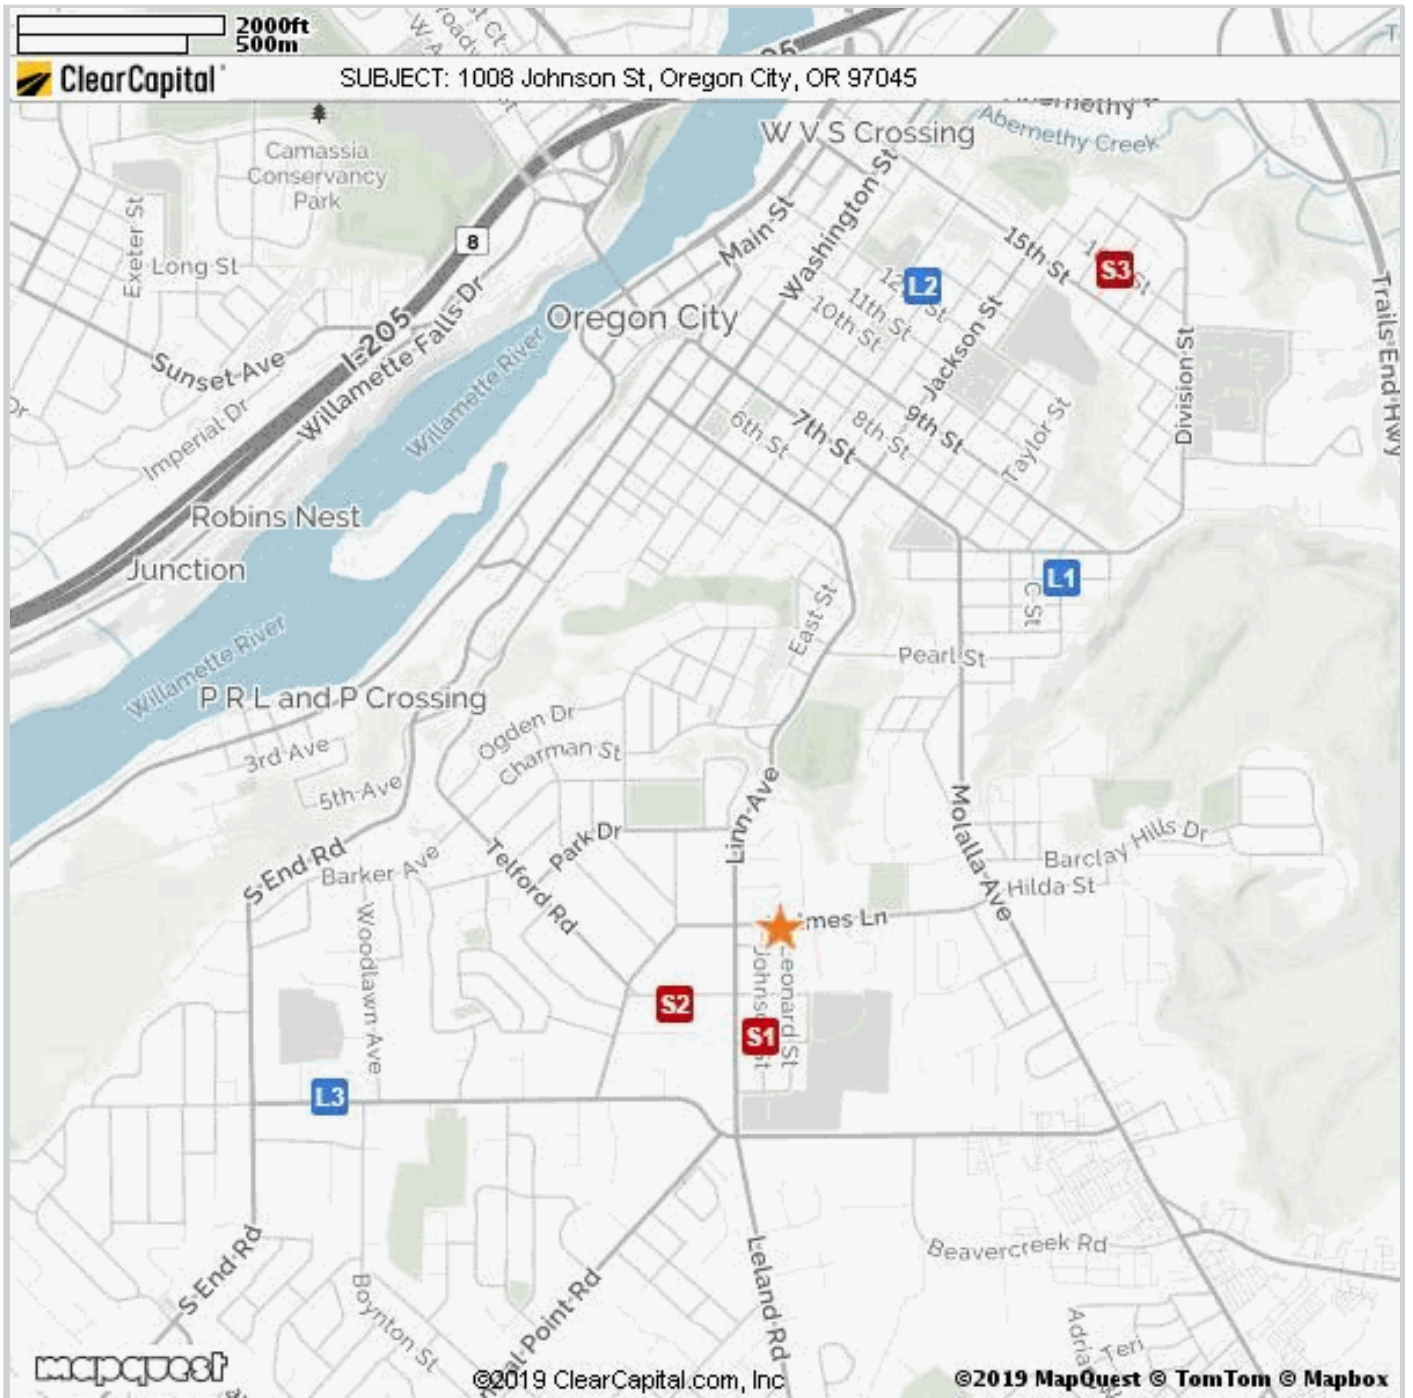 2000ft
500m
ClearCapital
SUBJECT: 1008 Johnson St, Oregon City, OR 97045
W V S Crossing
Abernethy Creek
Camassia
Conservancy
Park
Exeter St
Long St
8
Main St
Washington St
15th St
S3
L2
12
St
11th St
10th St
Jackson St
Oregon City
Trails End Hwy
I-205
Willamette Falls Dr
Willamette River
Sunset Ave
Imperial Dr
Dr
Division St
Taylor St
9th St
8th St
7th St
6th St
Robins Nest
Junction
L1
C St
East St
Pearl St
Willamette River
P R L and P Crossing
3rd Ave
5th Ave
Ogden Dr
Charman St
Linn Ave
Park Dr
Molalla Ave
Barclay Hills Dr
Hilda St
S End Rd
Barker Ave
Telford Rd
Woodlawn Ave
mes Ln
S2
S1
Leonard St
L3
S End Rd
Boynton St
Leland Rd
Beavercreek Rd
Teri
mapquest
©2019 ClearCapital.com, Inc
©2019 MapQuest © TomTom © Mapbox